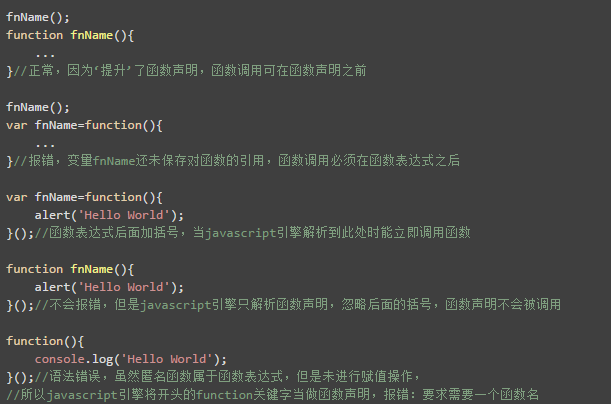 fnName();
function fnName(){
    ...
}//正常，因为‘提升’了函数声明，函数调用可在函数声明之前
fnName();
var fnName=function(){
    ...
}//报错，变量fnName还未保存对函数的引用，函数调用必须在函数表达式之后
var fnName=function(){
    alert('Hello World');
}();//函数表达式后面加括号，当javascript引擎解析到此处时能立即调用函数
function fnName(){
    alert('Hello World');
}();//不会报错，但是javascript引擎只解析函数声明，忽略后面的括号，函数声明不会被调用
function(){
    console.log('Hello World');
}();//语法错误，虽然匿名函数属于函数表达式，但是未进行赋值操作，
//所以javascript引擎将开头的function关键字当做函数声明，报错：要求需要一个函数名